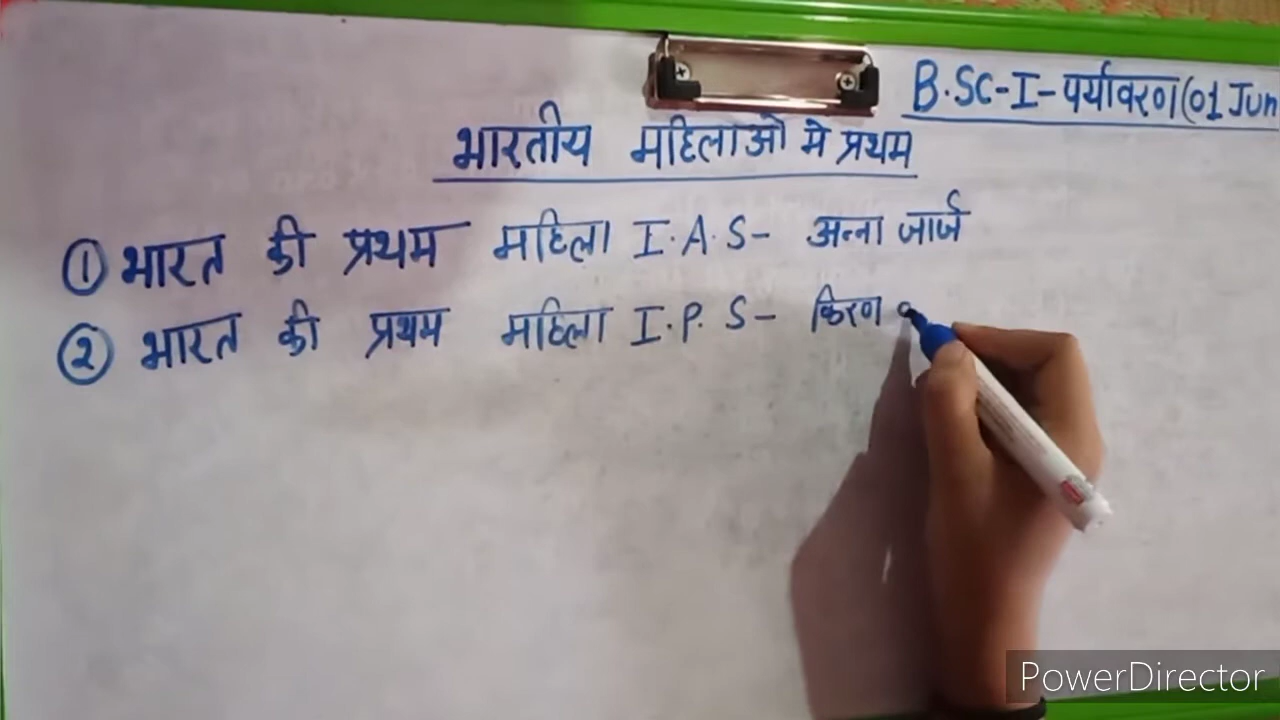 B.SC-I-पर्यावरण(01 Jun
भारतीय महिलाओ मे प्रथम
① भारत की प्रथम महिला I.A.S- अन्ना जार्ज
② भारत की प्रथम महिला I.P.S- किरण
PowerDirector